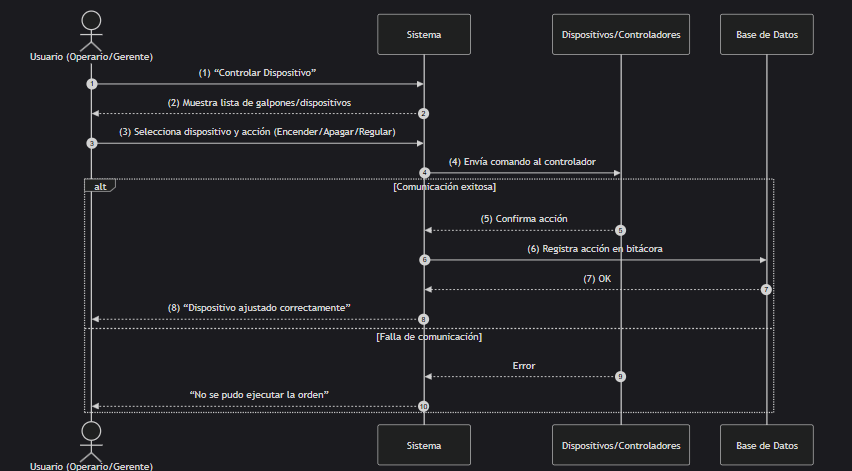 Sistema
Dispositivos/Controladores
Base de Datos
Usuario (Operario/Gerente)
(1) “Controlar Dispositivo”
1
(2) Muestra lista de galpones/dispositivos
2
(3) Selecciona dispositivo y acción (Encender/Apagar/Regular)
3
(4) Envía comando al controlador
4
alt
[Comunicación exitosa]
(5) Confirma acción
5
(6) Registra acción en bitácora
6
(7) OK
7
(8) “Dispositivo ajustado correctamente”
8
[Falla de comunicación]
Error
9
“No se pudo ejecutar la orden”
10
Sistema
Dispositivos/Controladores
Base de Datos
Usuario (Operario/Gerente)